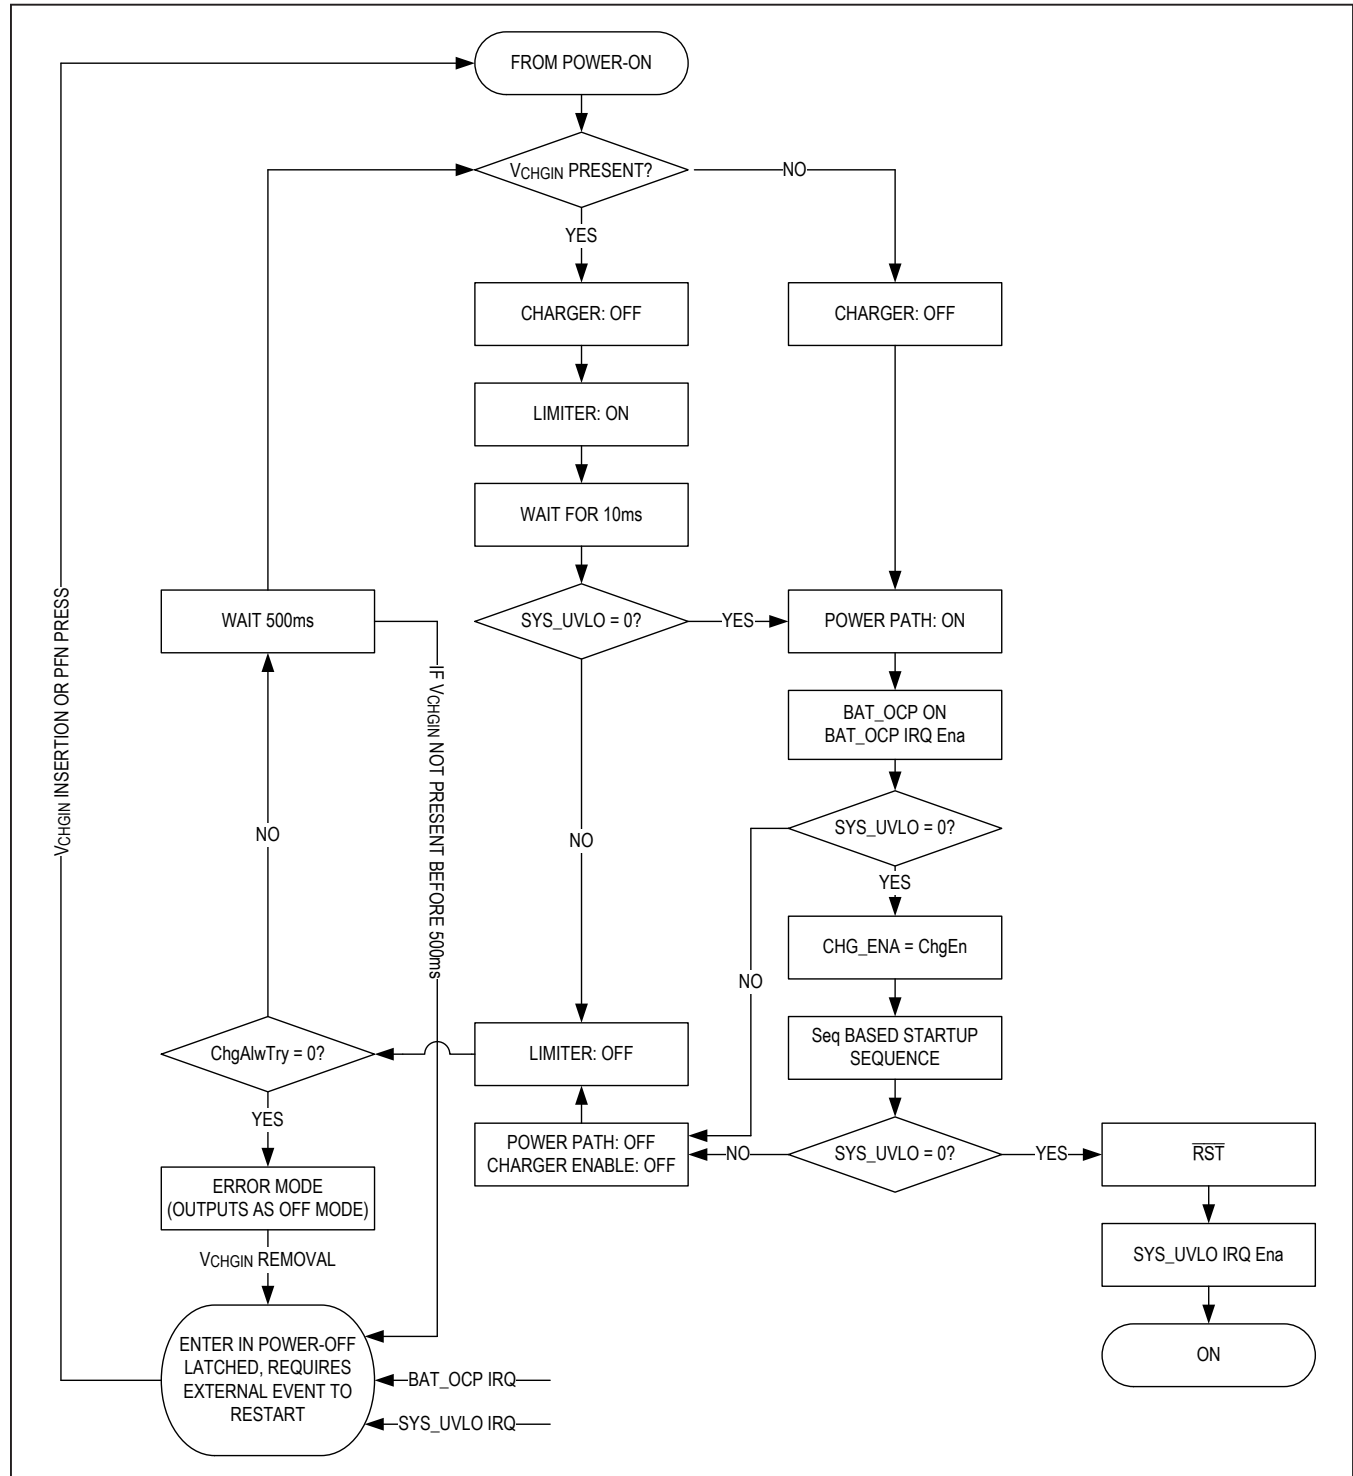 FROM POWER-ON
VCHGIN PRESENT?
NO
YES
CHARGER: OFF
CHARGER: OFF
LIMITER: ON
WAIT FOR 10ms
WAIT 500ms
SYS_UVLO = 0?
YES
POWER PATH: ON
VCHGIN INSERTION OR PFN PRESS
IF VCHGIN NOT PRESENT BEFORE 500ms
BAT_OCP ON
BAT_OCP IRQ Ena
NO
NO
SYS_UVLO = 0?
YES
CHG_ENA = ChgEn
NO
Seq BASED STARTUP
SEQUENCE
ChgAlwTry = 0?
LIMITER: OFF
YES
POWER PATH: OFF
CHARGER ENABLE: OFF
NO
SYS_UVLO = 0?
YES
RST
ERROR MODE
(OUTPUTS AS OFF MODE)
VCHGIN REMOVAL
SYS_UVLO IRQ Ena
ENTER IN POWER-OFF
LATCHED, REQUIRES
EXTERNAL EVENT TO
RESTART
BAT_OCP IRQ
SYS_UVLO IRQ
ON